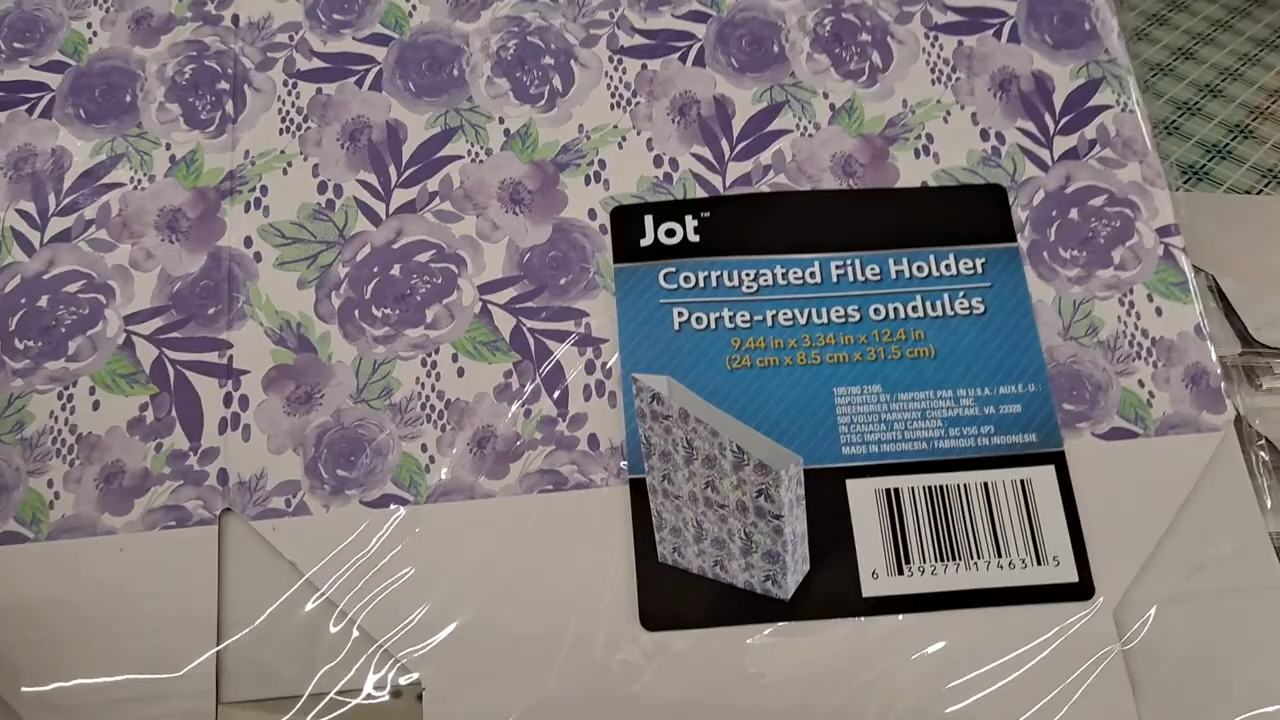 Jot™
Corrugated File Holder
Porte-revues ondulés
9.44 in x 3.34 in x 12.4 in
(24 cm x 8.5 cm x 31.5 cm)
195780 2106
IMPORTED BY / IMPORTÉ PAR IN U.S.A. / AUX É.-U.:
GREENBRIER INTERNATIONAL, INC.
500 VOLVO PARKWAY CHESAPEAKE, VA 23320
IN CANADA / AU CANADA:
DTSC IMPORTS BURNABY, BC V5G 4P3
MADE IN INDONESIA / FABRIQUÉ EN INDONÉSIE
6 39277 17463 5